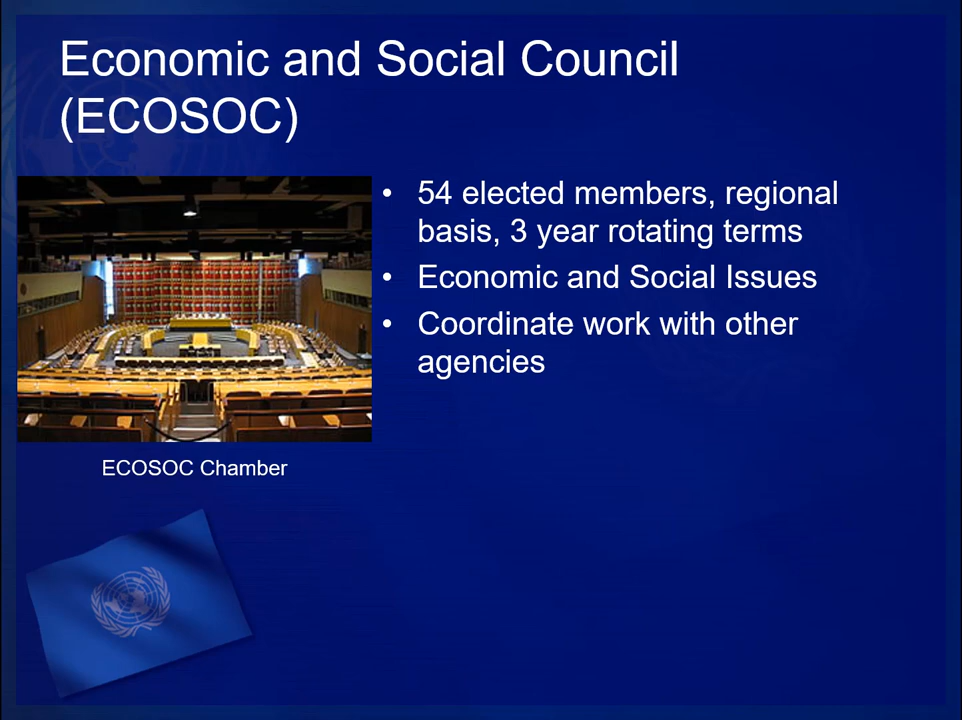 Economic and Social Council
(ECOSOC)
• 54 elected members, regional
basis, 3 year rotating terms
• Economic and Social Issues
• Coordinate work with other
agencies
ECOSOC Chamber